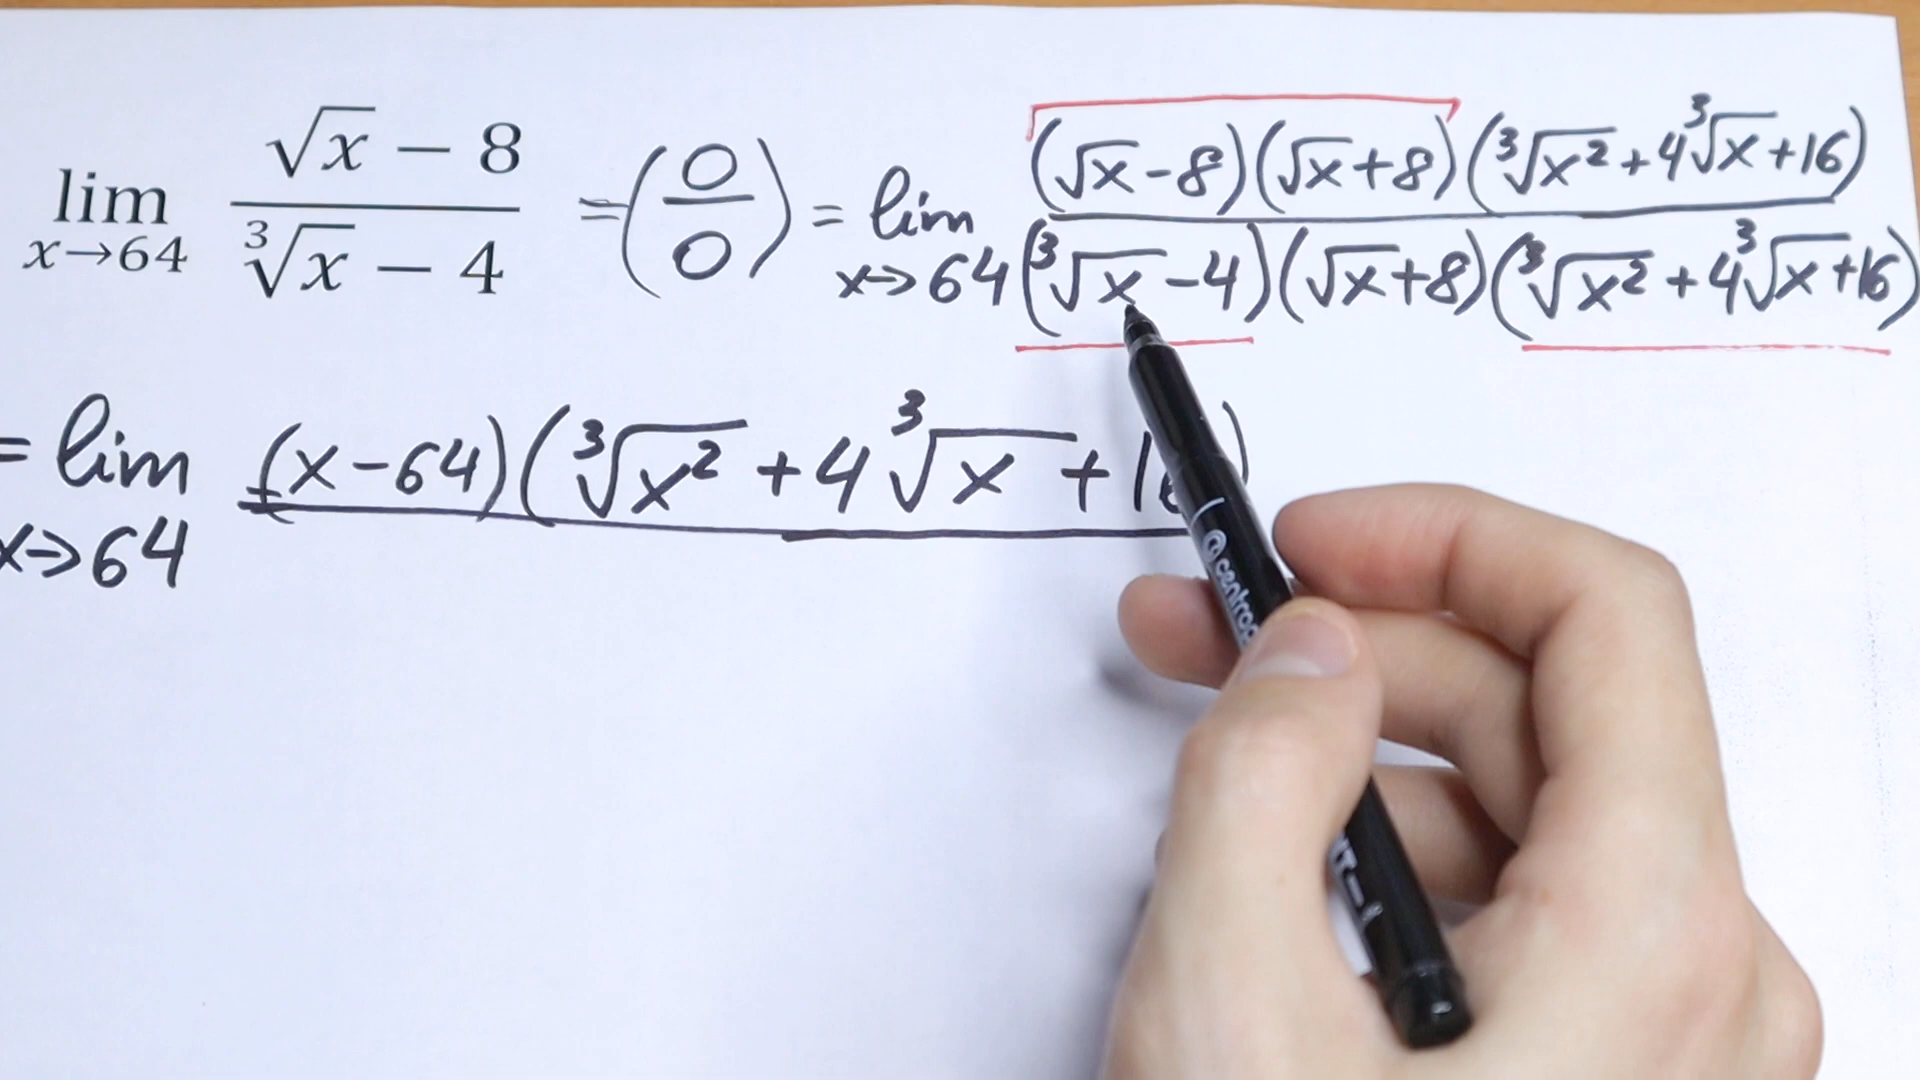 lim x→64 (√x − 8)/(∛x − 4) = (0/0) = lim x→64 ((√x-8)(√x+8)(∛x²+4∛x+16))/((∛x-4)(√x+8)(∛x²+4∛x+16))
= lim x→64 (x-64)(∛x²+4∛x+16)
@centro